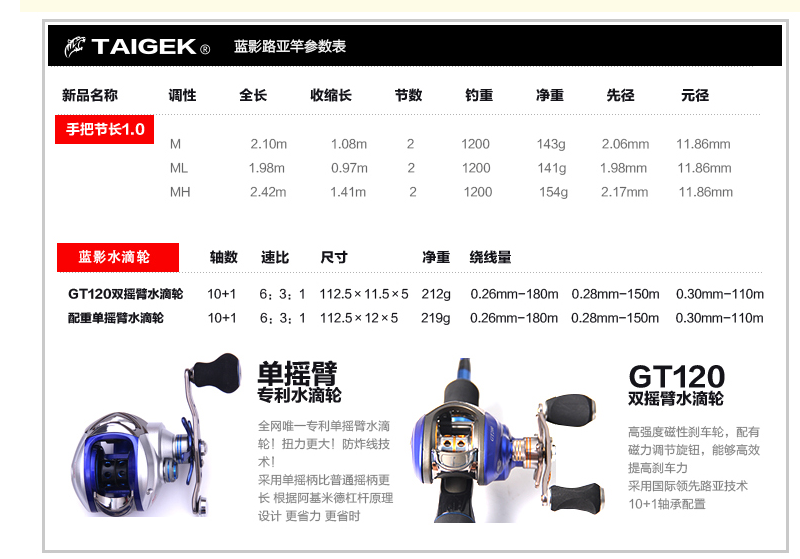 TAIGEK® 蓝影路亚竿参数表
新品名称 调性 全长 收缩长 节数 钓重 净重 先径 元径
手把节长1.0
M 2.10m 1.08m 2 1200 143g 2.06mm 11.86mm
ML 1.98m 0.97m 2 1200 141g 1.98mm 11.86mm
MH 2.42m 1.41m 2 1200 154g 2.17mm 11.86mm
蓝影水滴轮 轴数 速比 尺寸 净重 绕线量
GT120双摇臂水滴轮 10+1 6：3：1 112.5×11.5×5 212g 0.26mm-180m 0.28mm-150m 0.30mm-110m
配重单摇臂水滴轮 10+1 6：3：1 112.5×12×5 219g 0.26mm-180m 0.28mm-150m 0.30mm-110m
单摇臂
专利水滴轮
全网唯一专利单摇臂水滴
轮！扭力更大！防炸线技
术！
采用单摇柄比普通摇柄更
长 根据阿基米德杠杆原理
设计 更省力 更省时
GT120
双摇臂水滴轮
高强度磁性刹车轮，配有
磁力调节旋钮，能够高效
提高刹车力
采用国际领先路亚技术
10+1轴承配置